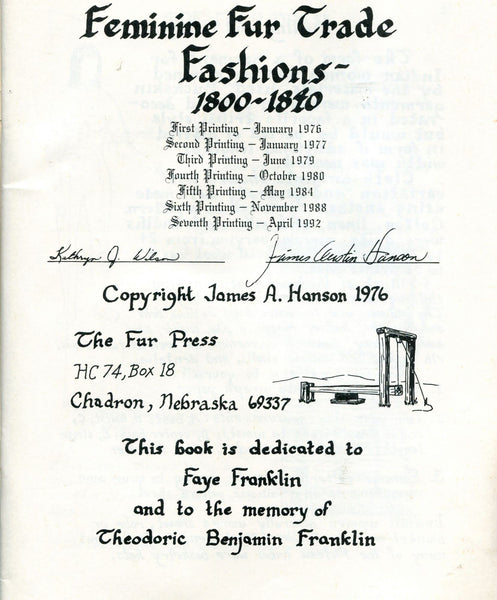 Feminine Fur Trade
Fashions-
1800-1840
First Printing – January 1976
Second Printing – January 1977
Third Printing – June 1979
Fourth Printing – October 1980
Fifth Printing – May 1984
Sixth Printing – November 1988
Seventh Printing – April 1992
Kathryn J. Wilson James Austin Hanson
Copyright James A. Hanson 1976
The Fur Press
HC 74, Box 18
Chadron, Nebraska 69337
This book is dedicated to
Faye Franklin
and to the memory of
Theodoric Benjamin Franklin